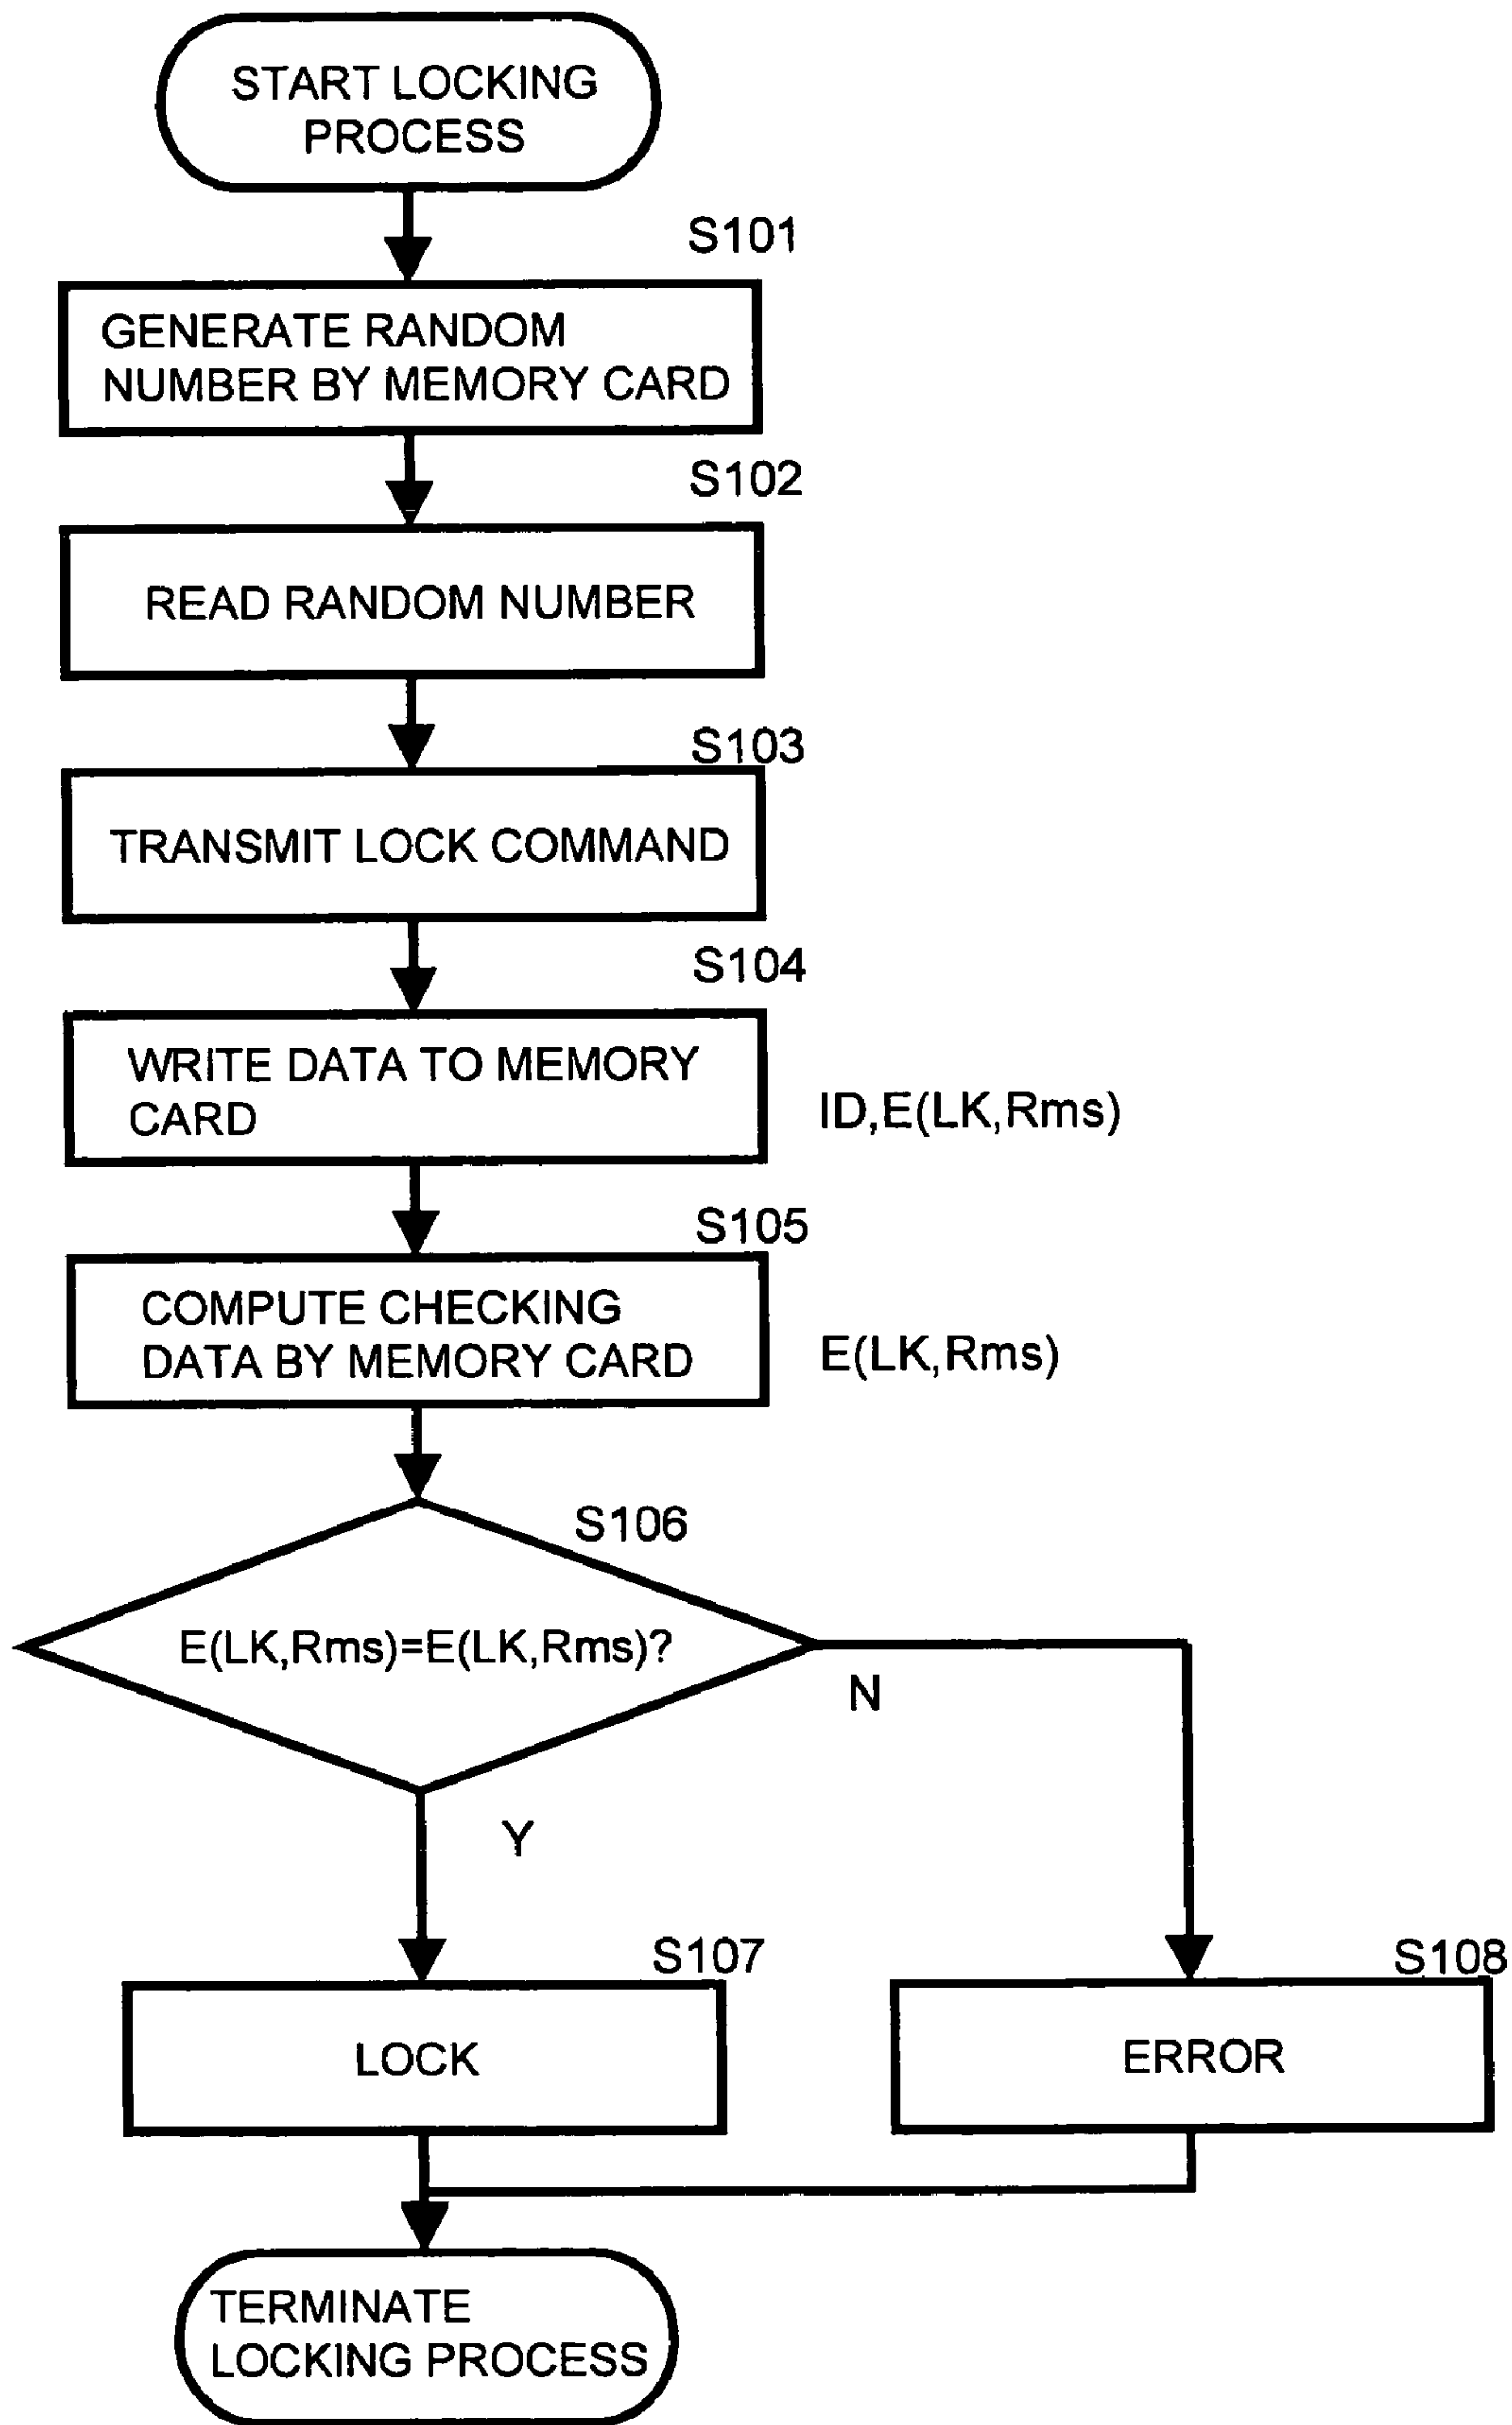 START LOCKING
PROCESS
S101
GENERATE RANDOM
NUMBER BY MEMORY CARD
S102
READ RANDOM NUMBER
S103
TRANSMIT LOCK COMMAND
S104
WRITE DATA TO MEMORY
CARD
ID,E(LK,Rms)
S105
COMPUTE CHECKING
DATA BY MEMORY CARD
E(LK,Rms)
S106
E(LK,Rms)=E(LK,Rms)?
N
Y
S107
S108
LOCK
ERROR
TERMINATE
LOCKING PROCESS